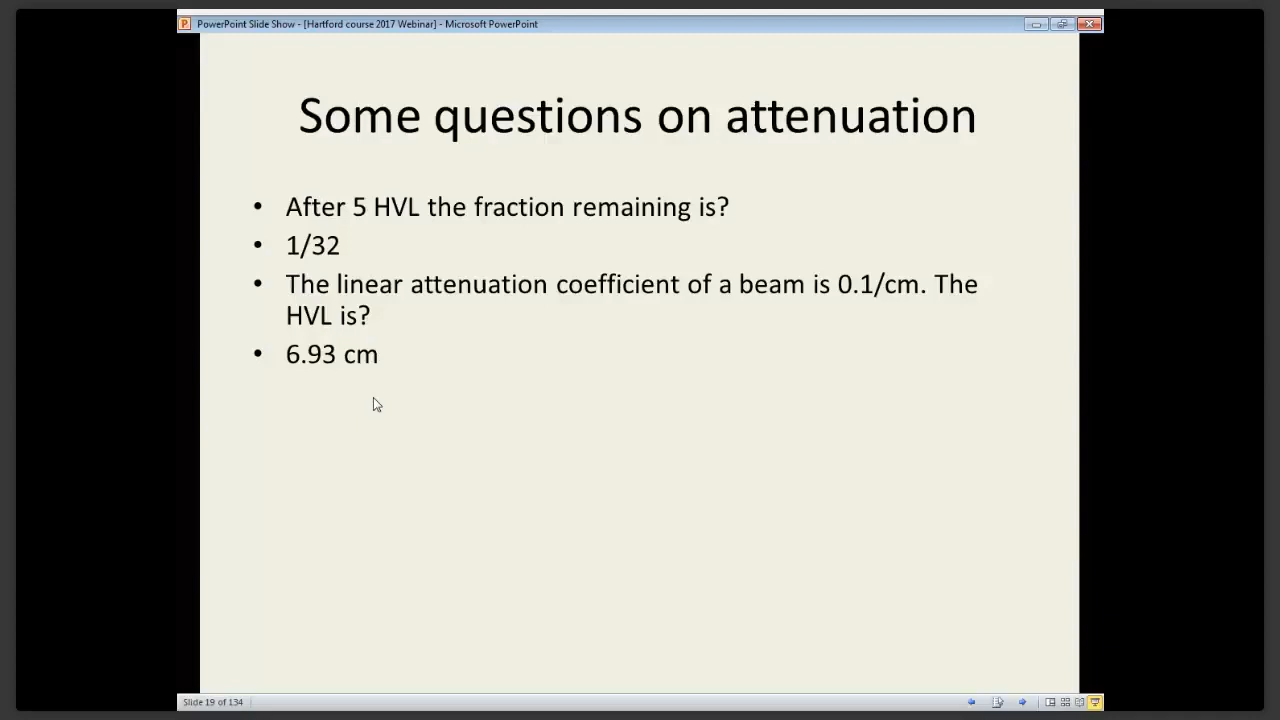 PowerPoint Slide Show - [Hartford course 2017 Webinar] - Microsoft PowerPoint
Some questions on attenuation
• After 5 HVL the fraction remaining is?
• 1/32
• The linear attenuation coefficient of a beam is 0.1/cm. The
HVL is?
• 6.93 cm
Slide 19 of 134